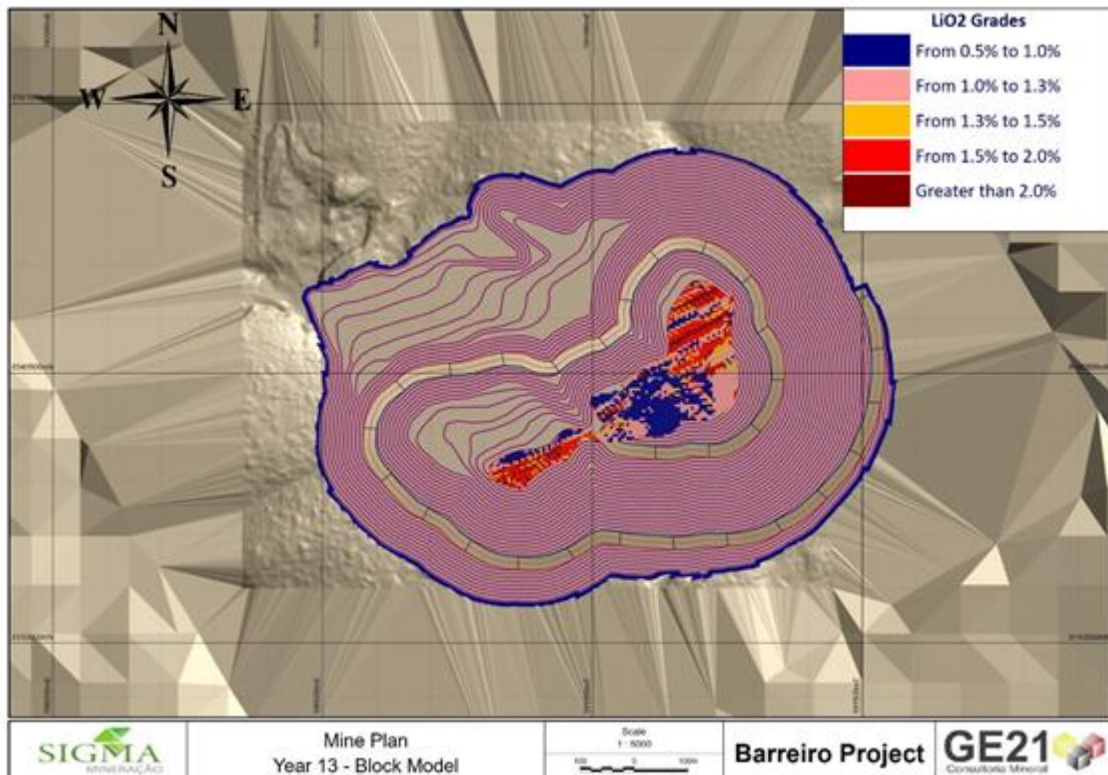 N
W E
S
LiO2 Grades
From 0.5% to 1.0%
From 1.0% to 1.3%
From 1.3% to 1.5%
From 1.5% to 2.0%
Greater than 2.0%
SIGMA
MINERAÇÃO
Mine Plan
Year 13 - Block Model
Scale
1 : 5000
Barreiro Project
GE21
Consultoria Mineral